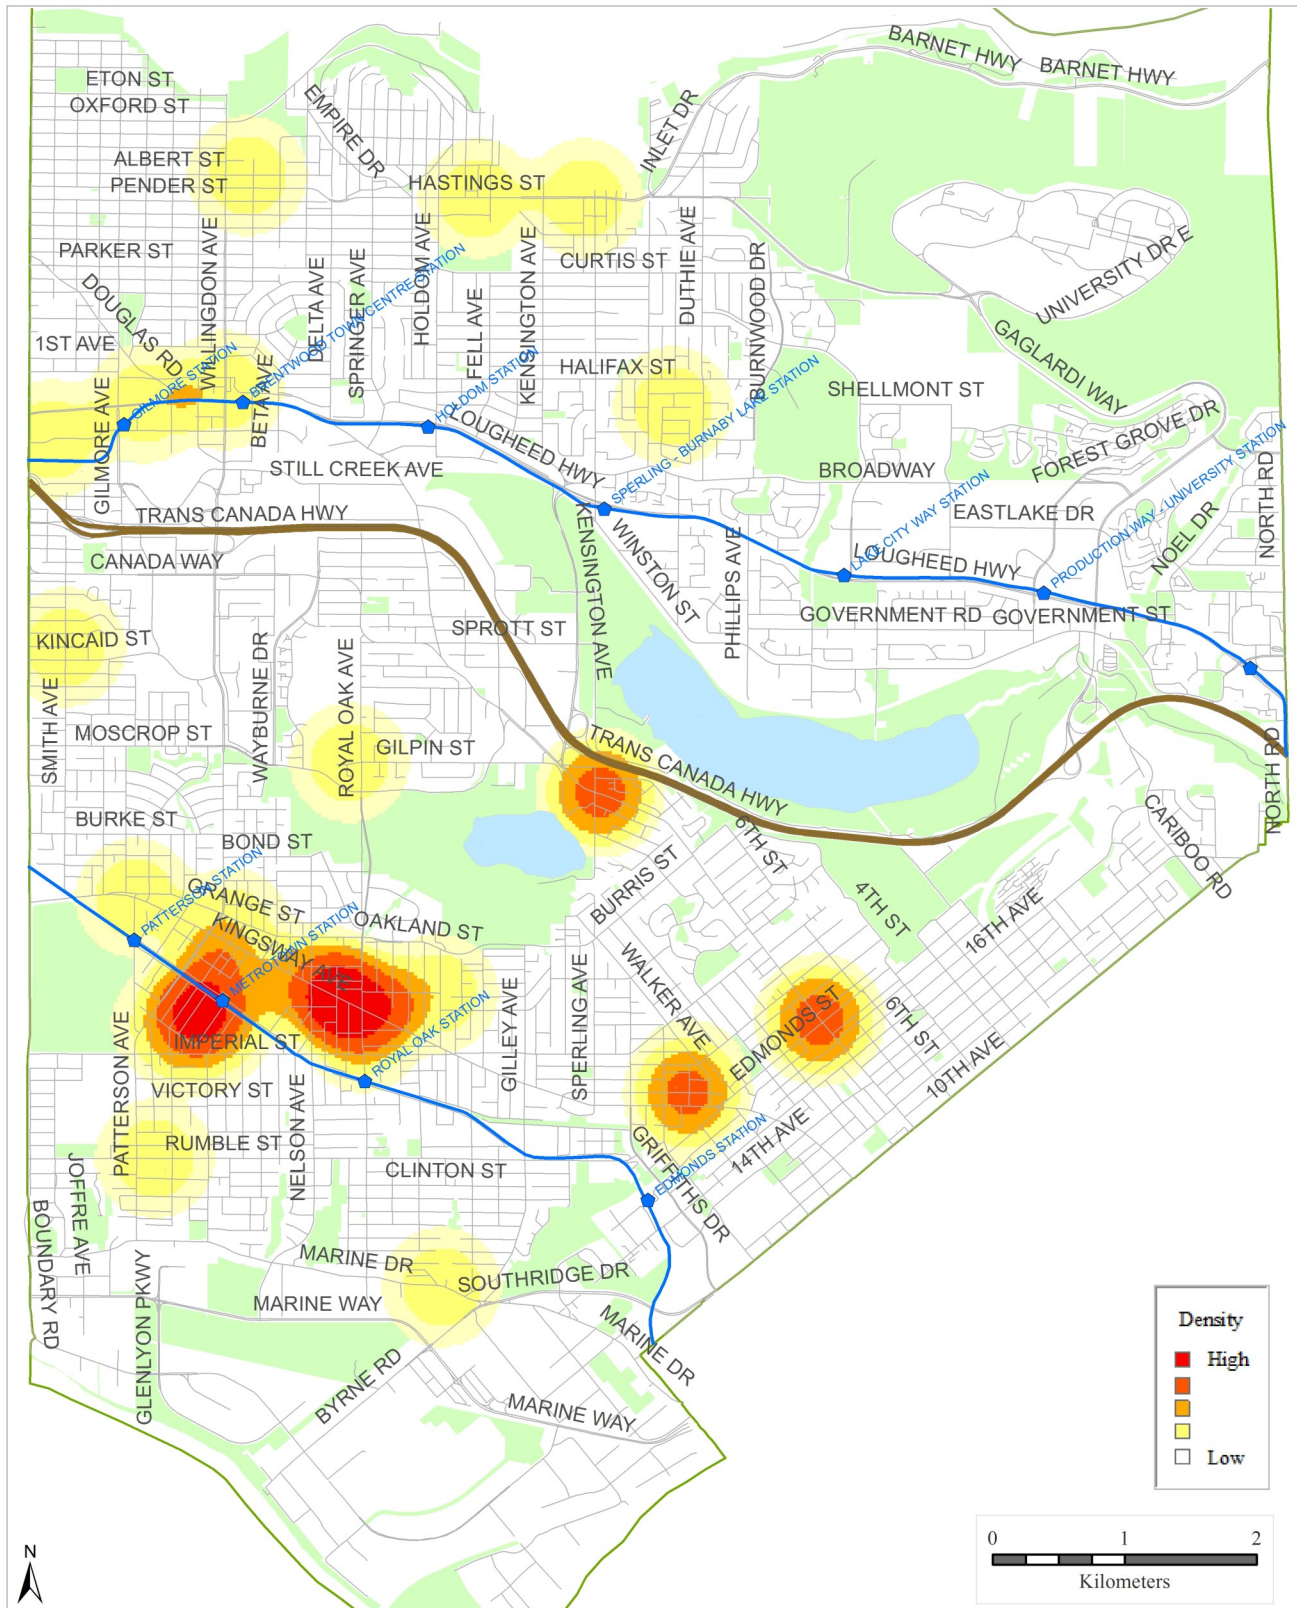 BARNET HWY
BARNET HWY
ETON ST
OXFORD ST
EMPIRE DR
INLET DR
ALBERT ST
PENDER ST
HASTINGS ST
PARKER ST
WILLINGDON AVE
DELTA AVE
SPRINGER AVE
HOLDOM AVE
FELL AVE
KENSINGTON AVE
CURTIS ST
DUTHIE AVE
BURNWOOD DR
UNIVERSITY DR E
DOUGLAS RD
1ST AVE
GILMORE STATION
BRENTWOOD TOWN CENTRE STATION
HOLDOM STATION
HALIFAX ST
SHELLMONT ST
GAGLARDI WAY
GILMORE AVE
BETA AVE
LOUGHEED HWY
SPERLING - BURNABY LAKE STATION
STILL CREEK AVE
BROADWAY
FOREST GROVE DR
NORTH RD
TRANS CANADA HWY
CANADA WAY
KENSINGTON AVE
WINSTON ST
PHILLIPS AVE
LAKE CITY WAY STATION
EASTLAKE DR
LOUGHEED HWY
PRODUCTION WAY - UNIVERSITY STATION
NOEL DR
GOVERNMENT RD
GOVERNMENT ST
KINCAID ST
SPROTT ST
SMITH AVE
WAYBURNE DR
ROYAL OAK AVE
MOSCROP ST
GILPIN ST
TRANS CANADA HWY
NORTH RD
BURKE ST
BOND ST
6TH ST
CARIBOO RD
PATTERSON STATION
ORANGE ST
KINGSWAY AVE
METROTOWN STATION
OAKLAND ST
BURRIS ST
4TH ST
16TH AVE
WALKER AVE
ROYAL OAK STATION
GILLEY AVE
SPERLING AVE
EDMONDS ST
6TH ST
10TH AVE
PATTERSON AVE
IMPERIAL ST
VICTORY ST
NELSON AVE
RUMBLE ST
CLINTON ST
GRIFFITHS DR
14TH AVE
EDMONDS STATION
JOFFRE AVE
BOUNDARY RD
GLENLYON PKWY
MARINE DR
SOUTHRIDGE DR
MARINE WAY
MARINE DR
BYRNE RD
MARINE WAY
Density
High
Low
0 1 2
Kilometers
N